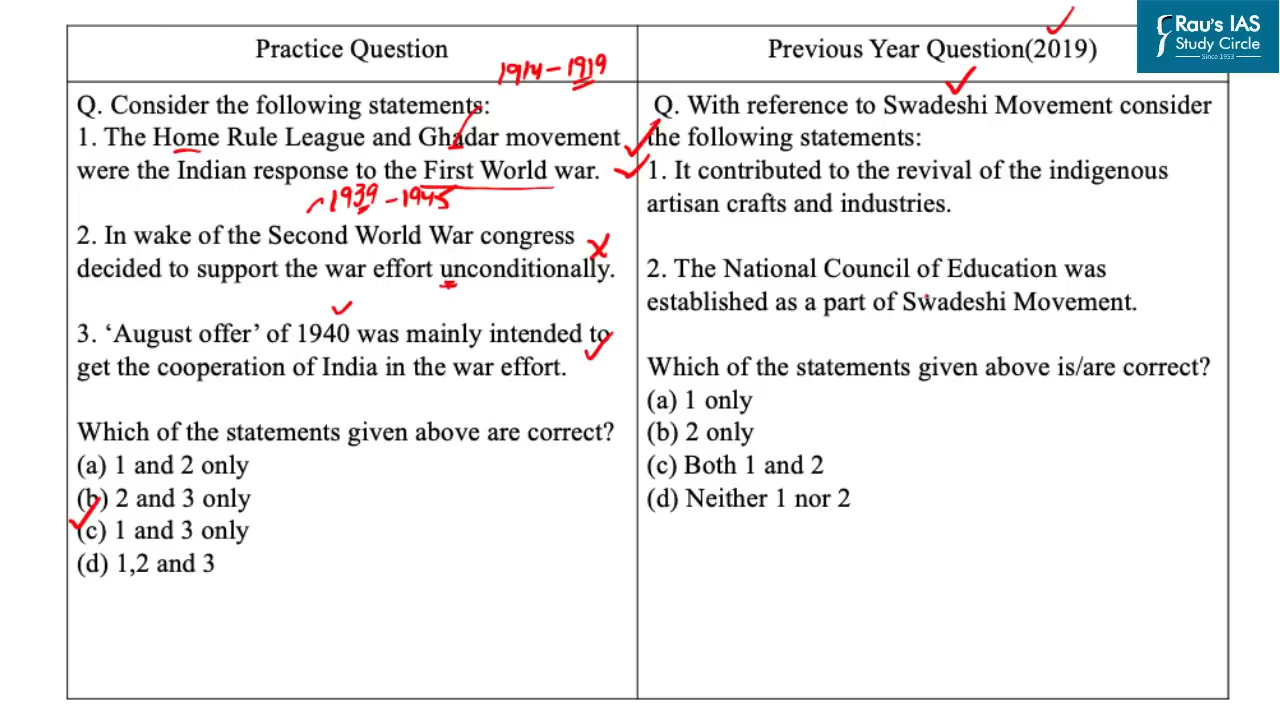 Rau's IAS
Study Circle
Since 1953
Practice Question
Previous Year Question(2019)
1914 – 1919
Q. Consider the following statements:
1. The Home Rule League and Ghadar movement
were the Indian response to the First World war.
1939 – 1945
2. In wake of the Second World War congress
decided to support the war effort unconditionally.
3. ‘August offer’ of 1940 was mainly intended to
get the cooperation of India in the war effort.
Which of the statements given above are correct?
(a) 1 and 2 only
(b) 2 and 3 only
(c) 1 and 3 only
(d) 1,2 and 3
Q. With reference to Swadeshi Movement consider
the following statements:
1. It contributed to the revival of the indigenous
artisan crafts and industries.
2. The National Council of Education was
established as a part of Swadeshi Movement.
Which of the statements given above is/are correct?
(a) 1 only
(b) 2 only
(c) Both 1 and 2
(d) Neither 1 nor 2